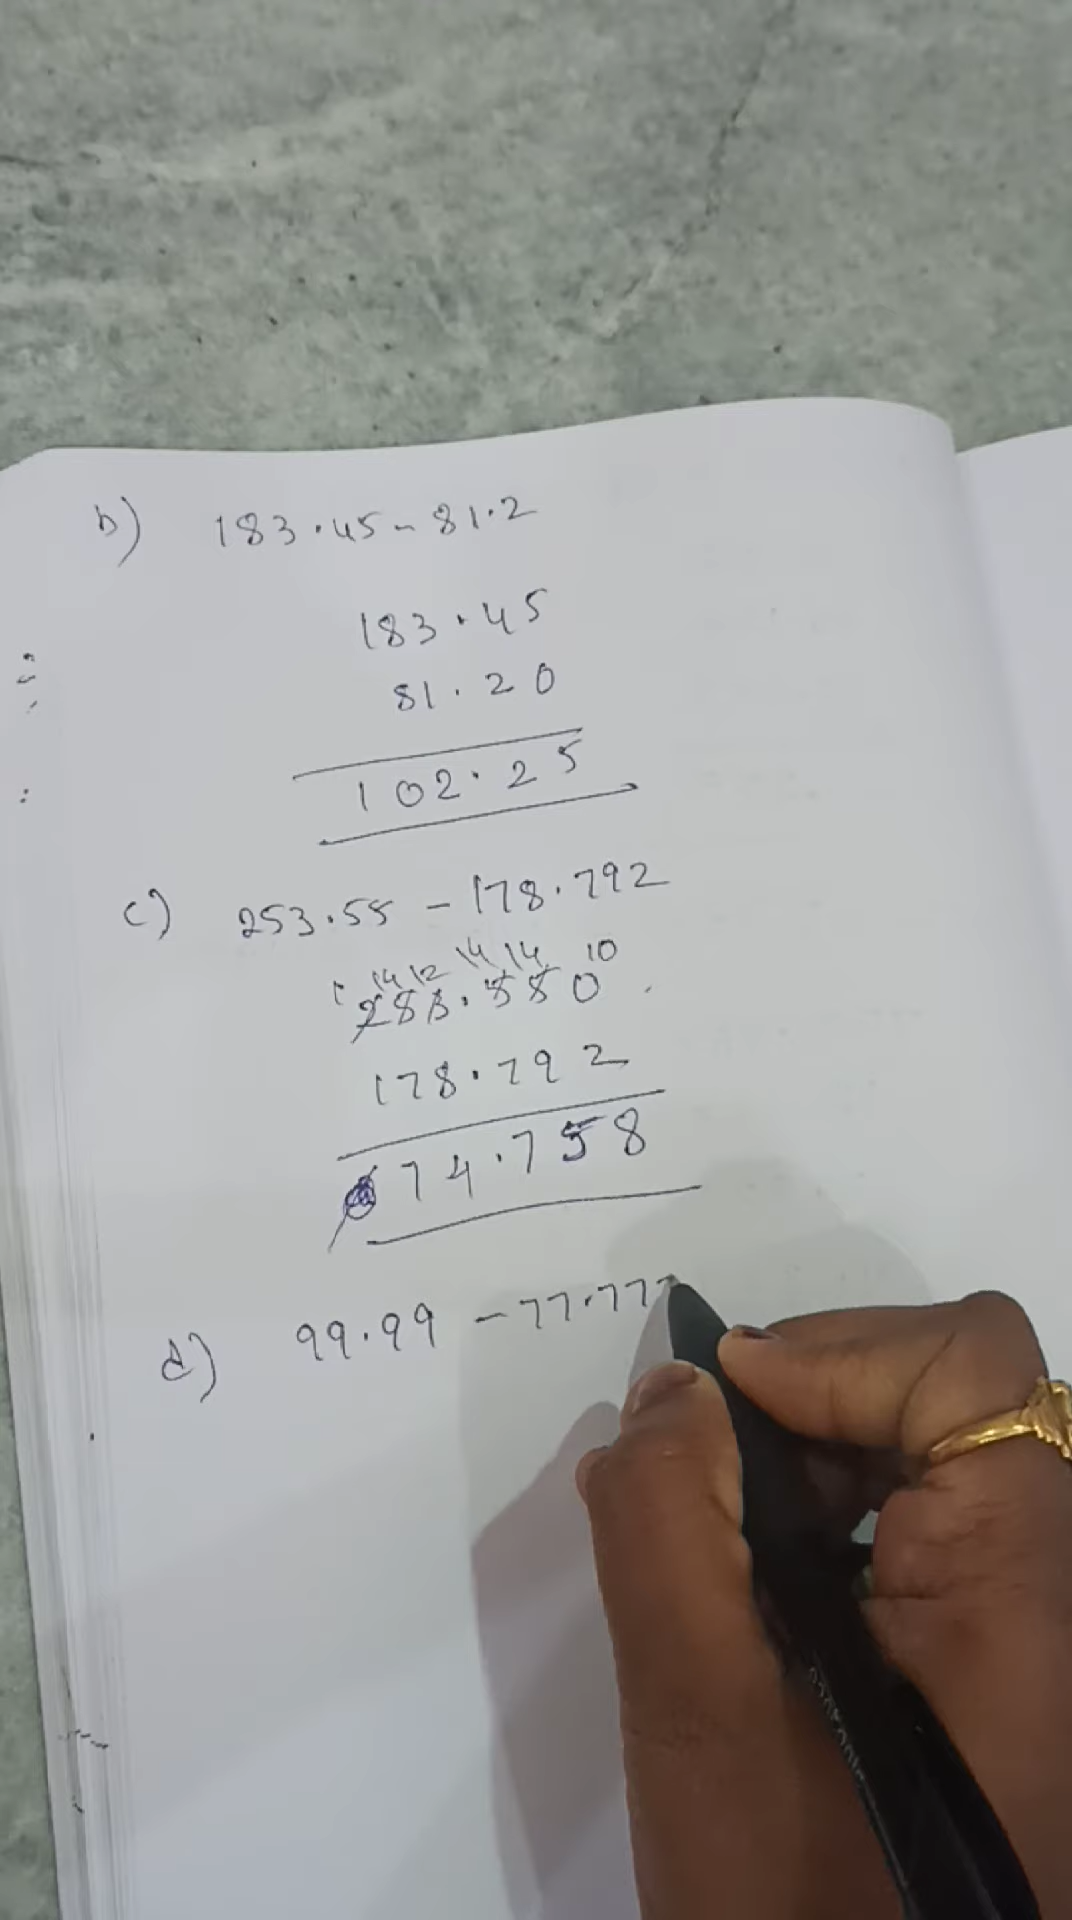 b) 183.45 - 81.2
183.45
81.20
102.25
c) 253.55 - 178.792
1 14 12 14 14 10
253.550
178.792
74.758
d) 99.99 - 77.777